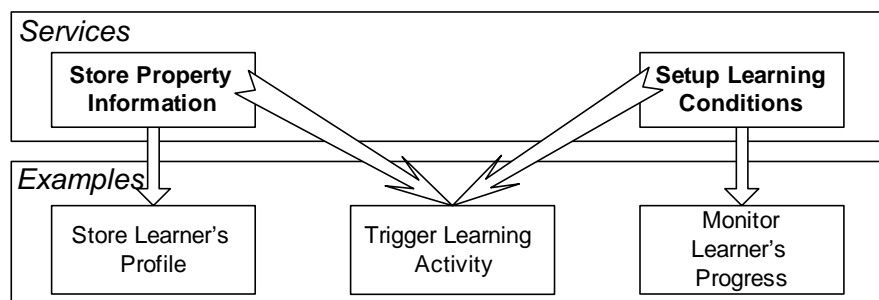 Services
Store Property
Information
Setup Learning
Conditions
Examples
Store Learner's
Profile
Trigger Learning
Activity
Monitor
Learner's
Progress